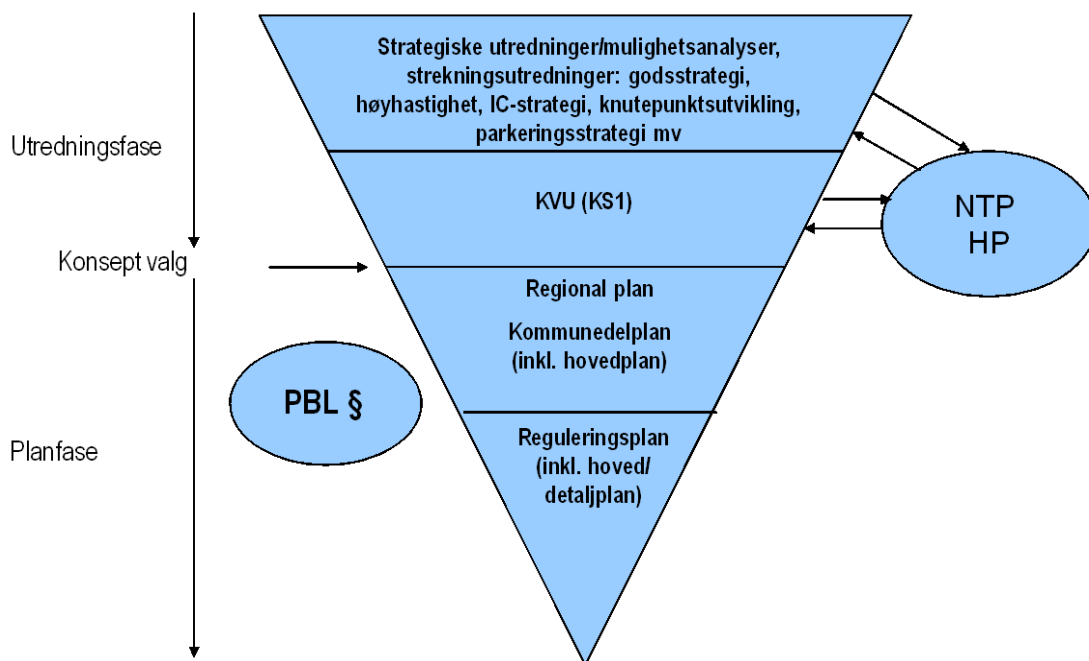 Strategiske utredninger/mulighetsanalyser,
strekningsutredninger: godsstrategi,
høyhastighet, IC-strategi, knutepunktsutvikling,
parkeringsstrategi mv
Utredningsfase
KVU (KS1)
NTP
HP
Konsept valg
Regional plan
Kommunedelplan
(inkl. hovedplan)
PBL §
Planfase
Reguleringsplan
(inkl. hoved/
detaljplan)